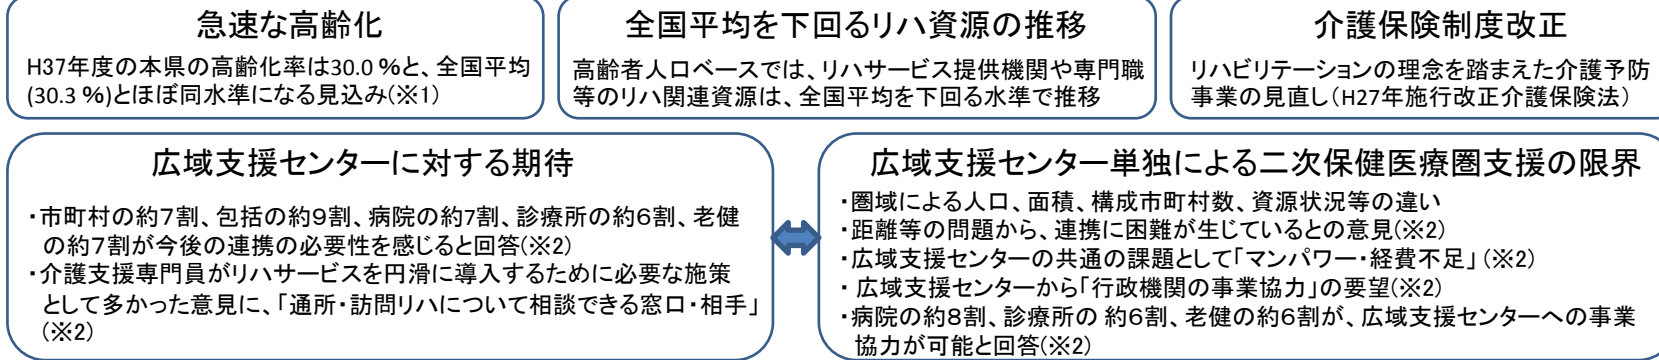 急速な高齢化
H37年度の本県の高齢化率は30.0％と、全国平均
(30.3％)とほぼ同水準になる見込み(※1)
全国平均を下回るリハ資源の推移
高齢者人口ベースでは、リハサービス提供機関や専門職
等のリハ関連資源は、全国平均を下回る水準で推移
介護保険制度改正
リハビリテーションの理念を踏まえた介護予防
事業の見直し（H27年施行改正介護保険法）
広域支援センターに対する期待
・市町村の約７割、包括の約９割、病院の約7割、診療所の約６割、老健
の約７割が今後の連携の必要性を感じると回答(※2)
・介護支援専門員がリハサービスを円滑に導入するために必要な施策
として多かった意見に、「通所・訪問リハについて相談できる窓口・相手」
(※2)
広域支援センター単独による二次保健医療圏支援の限界
・圏域による人口、面積、構成市町村数、資源状況等の違い
・距離等の問題から、連携に困難が生じているとの意見(※2)
・広域支援センターの共通の課題として「マンパワー・経費不足」(※2)
・ 広域支援センターから「行政機関の事業協力」の要望(※2)
・病院の約８割、診療所の 約６割、老健の約６割が、広域支援センターへの事業
協力が可能と回答(※2)